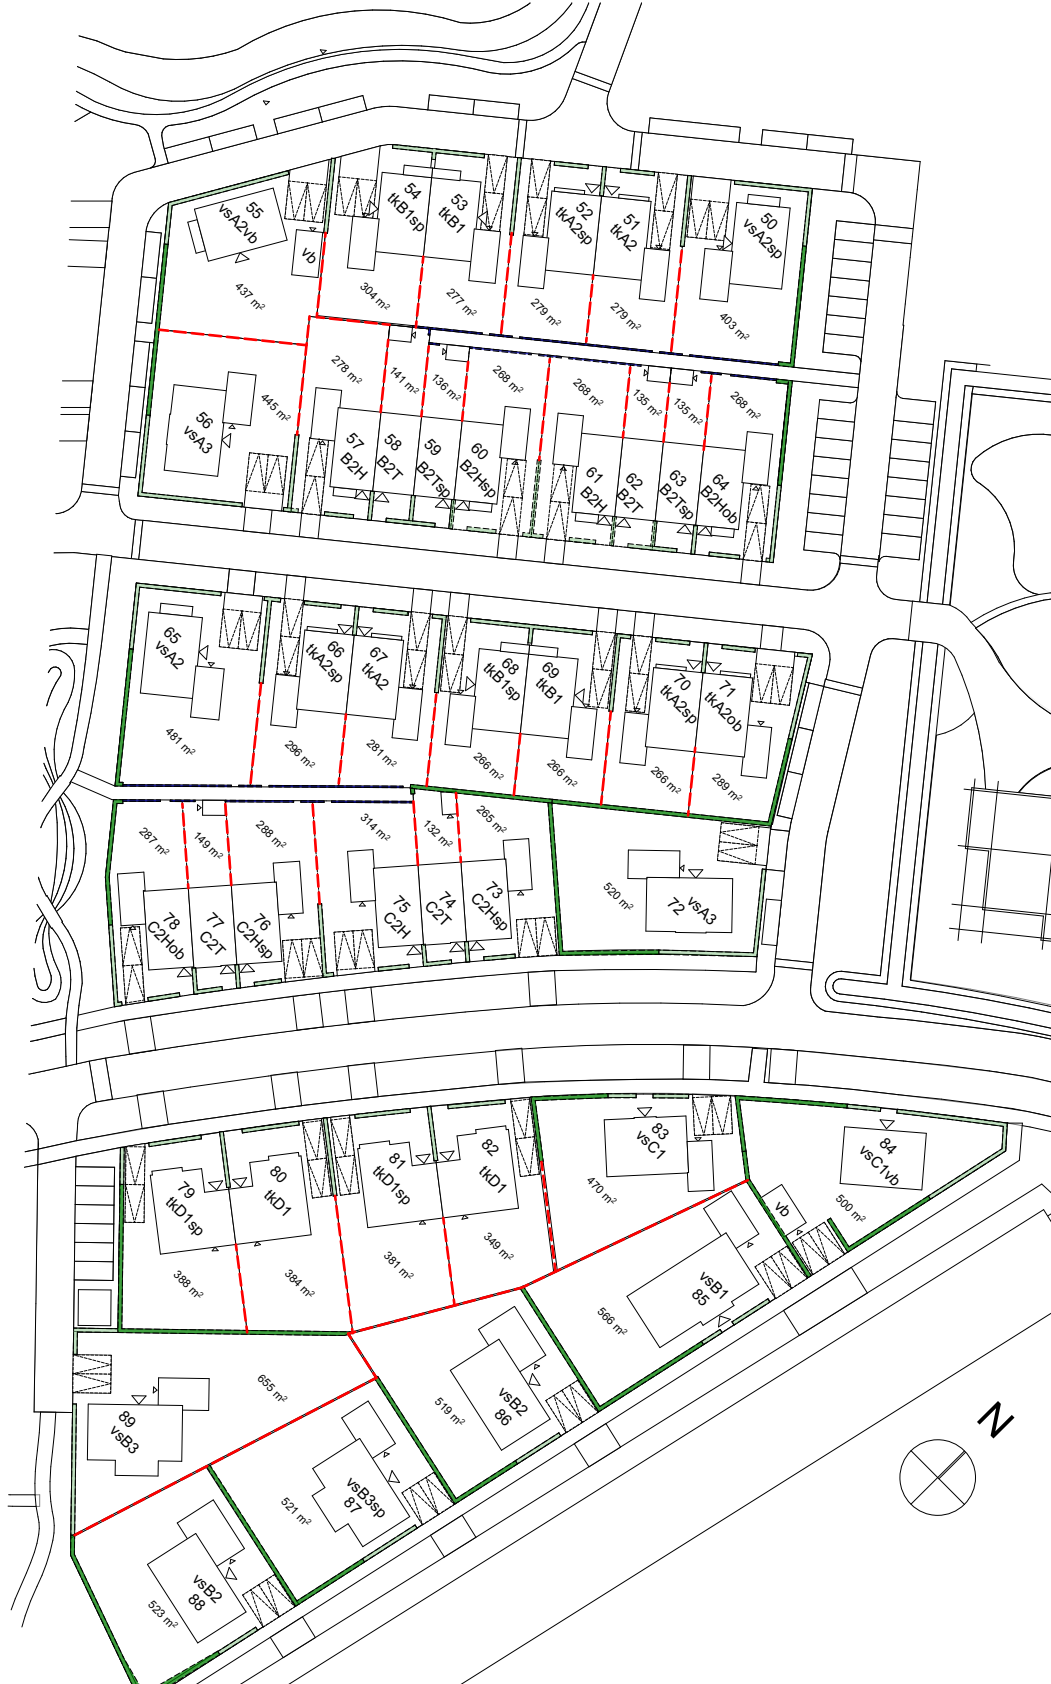 55
vsA2vb
vb
437 m²
54
tkB1sp
304 m²
53
tkB1
277 m²
52
tkA2sp
279 m²
51
tkA2
279 m²
50
vsA2sp
403 m²
56
vsA3
445 m²
278 m²
57
B2H
141 m²
58
B2T
136 m²
59
B2Tsp
268 m²
60
B2Hsp
268 m²
61
B2H
135 m²
62
B2T
135 m²
63
B2Tsp
268 m²
64
B2Hob
65
vsA2
481 m²
66
tkA2sp
296 m²
67
tkA2
281 m²
68
tkB1sp
266 m²
69
tkB1
266 m²
70
tkA2sp
266 m²
71
tkA2ob
289 m²
287 m²
78
C2Hob
149 m²
77
C2T
288 m²
76
C2Hsp
314 m²
75
C2H
132 m²
74
C2T
265 m²
73
C2Hsp
520 m²
72
vsA3
79
tkD1sp
388 m²
80
tkD1
384 m²
81
tkD1sp
381 m²
82
tkD1
349 m²
83
vsC1
470 m²
84
vsC1vb
vb
500 m²
vsB1
85
566 m²
vsB2
86
519 m²
655 m²
89
vsB3
vsB3sp
87
521 m²
vsB2
88
523 m²
N